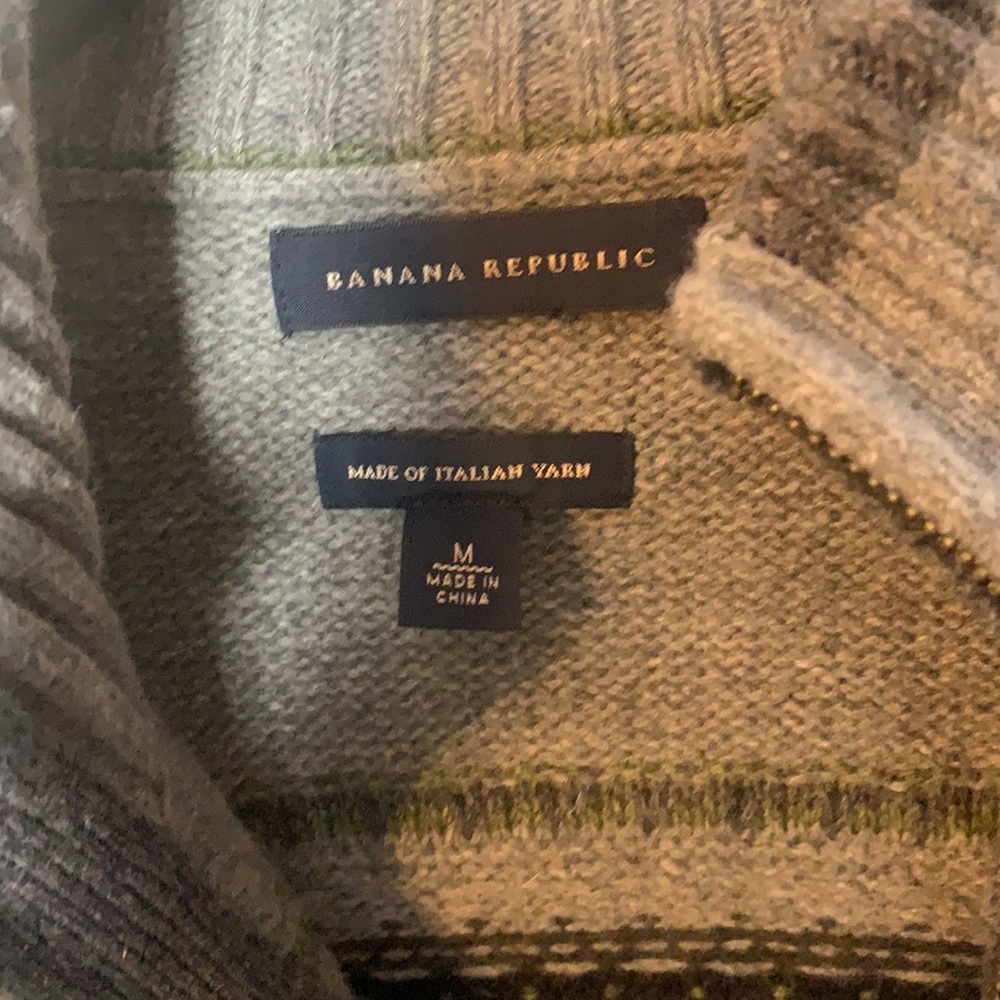 BANANA REPUBLIC
MADE OF ITALIAN YARN
M
MADE IN
CHINA